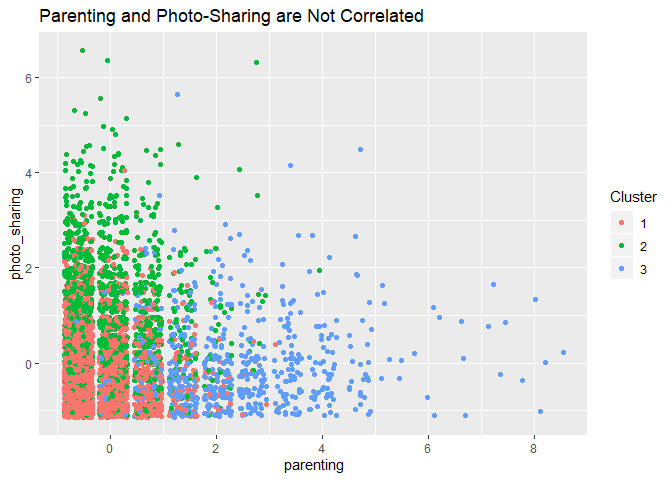 Parenting and Photo-Sharing are Not Correlated
6
4
2
0
photo_sharing
0 2 4 6 8
parenting
Cluster
1
2
3